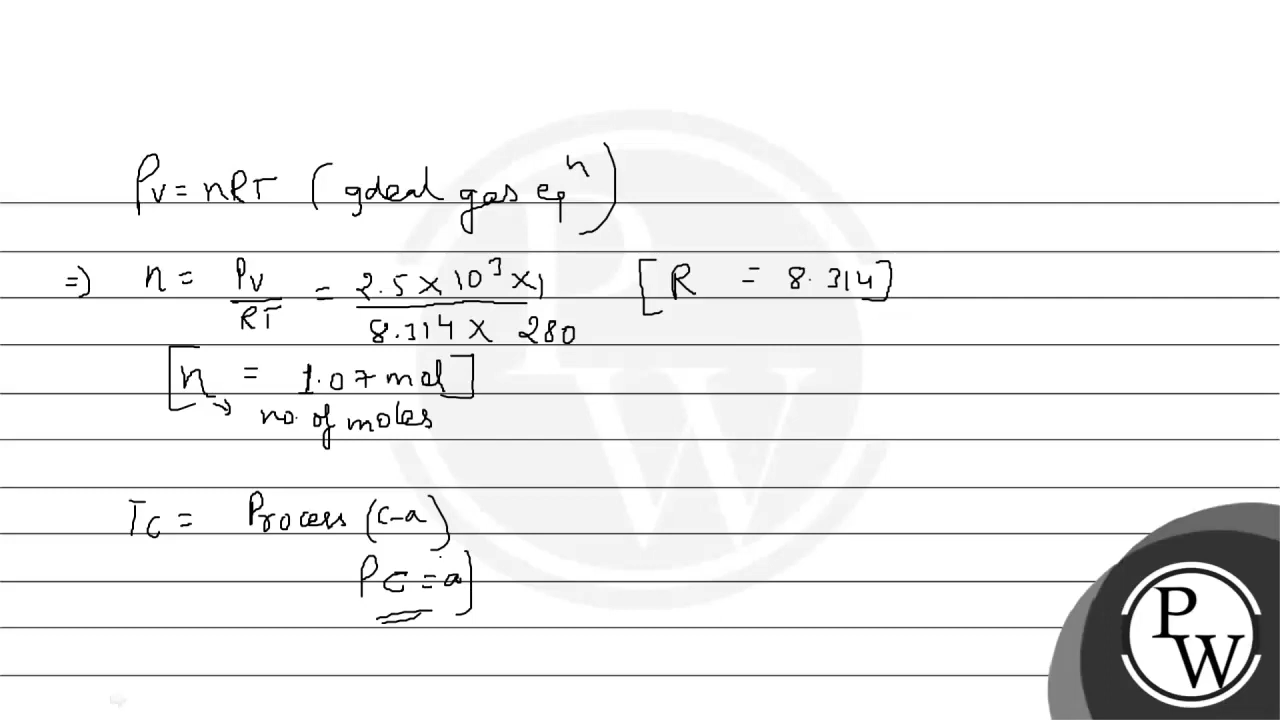 PV = nRT (Ideal gas eqⁿ)
=) n = PV/RT = 2.5 × 10³ × 1 / 8.314 × 280 [R = 8.314]
[n = 1.07 mol]
→ no. of moles
TC = Process (c-a)
PC = a]
PW
PW